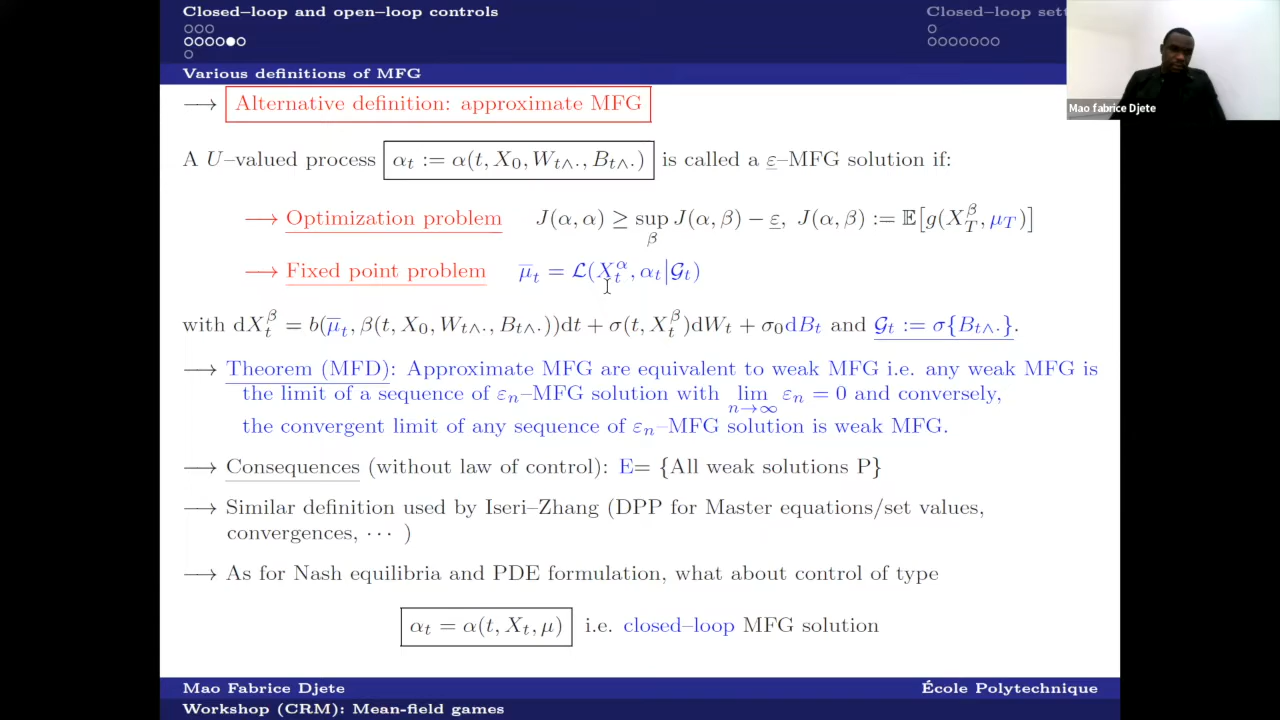 Closed–loop and open–loop controls
Closed–loop sett
Various definitions of MFG
Mao fabrice Djete
⟶ Alternative definition: approximate MFG
A U–valued process α_t := α(t, X_0, W_{t∧·}, B_{t∧·}) is called a ε–MFG solution if:
⟶ Optimization problem J(α, α) ≥ sup_β J(α, β) − ε, J(α, β) := 𝔼[g(X_T^β, μ_T)]
⟶ Fixed point problem μ̅_t = ℒ(X_t^α, α_t|𝒢_t)
with dX_t^β = b(μ̅_t, β(t, X_0, W_{t∧·}, B_{t∧·}))dt + σ(t, X_t^β)dW_t + σ_0dB_t and 𝒢_t := σ{B_{t∧·}}.
⟶ Theorem (MFD): Approximate MFG are equivalent to weak MFG i.e. any weak MFG is
the limit of a sequence of ε_n–MFG solution with lim_{n→∞} ε_n = 0 and conversely,
the convergent limit of any sequence of ε_n–MFG solution is weak MFG.
⟶ Consequences (without law of control): E= {All weak solutions P}
⟶ Similar definition used by Iseri–Zhang (DPP for Master equations/set values,
convergences, ··· )
⟶ As for Nash equilibria and PDE formulation, what about control of type
α_t = α(t, X_t, μ) i.e. closed–loop MFG solution
Mao Fabrice Djete École Polytechnique
Workshop (CRM): Mean-field games